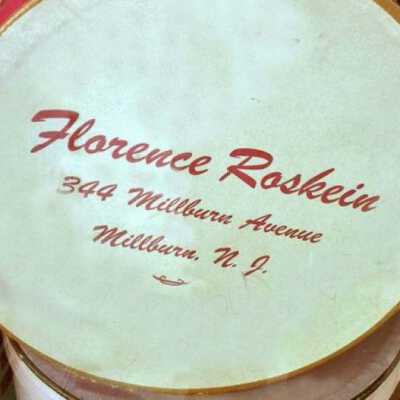 Florence Roskein
344 Millburn Avenue
Millburn, N. J.